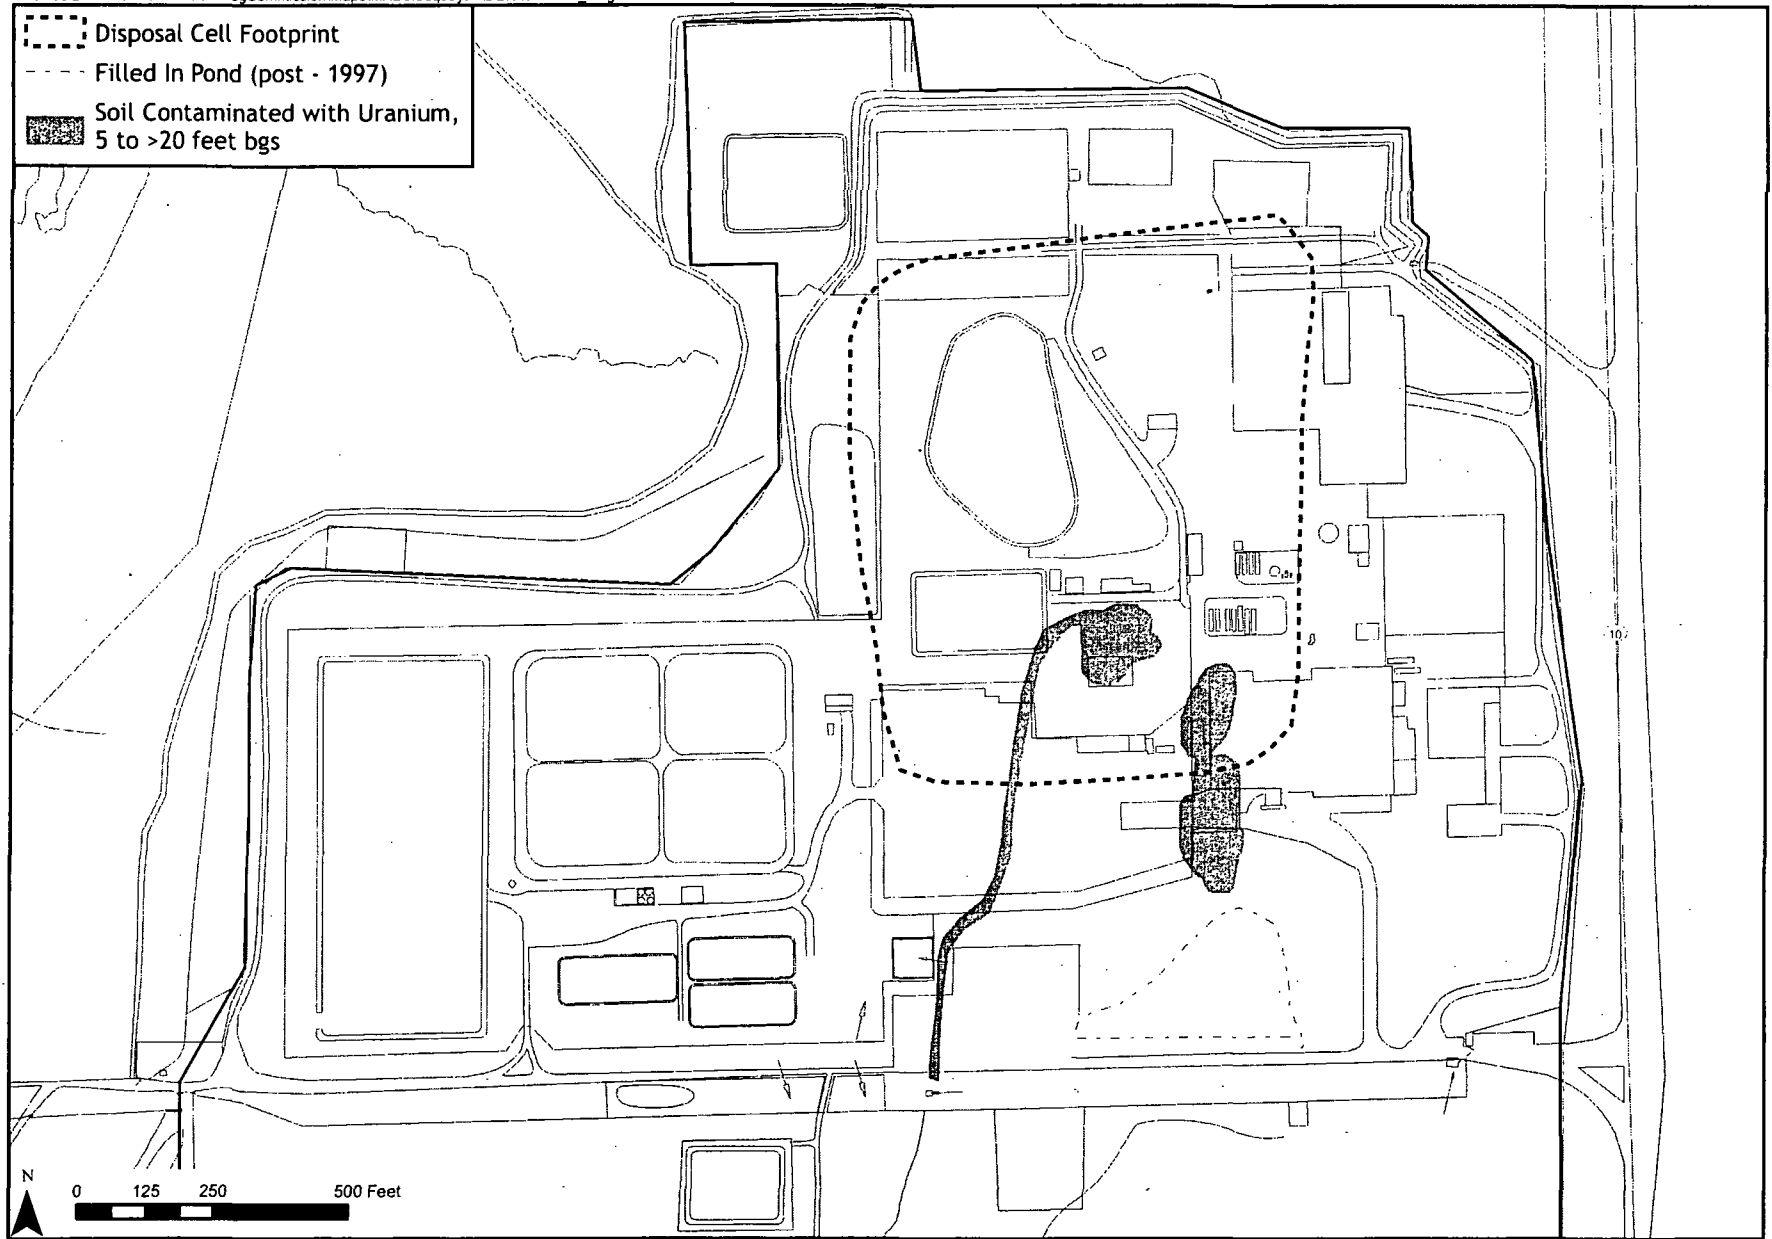 Disposal Cell Footprint
Filled In Pond (post - 1997)
Soil Contaminated with Uranium,
5 to >20 feet bgs
10
N
0 125 250 500 Feet